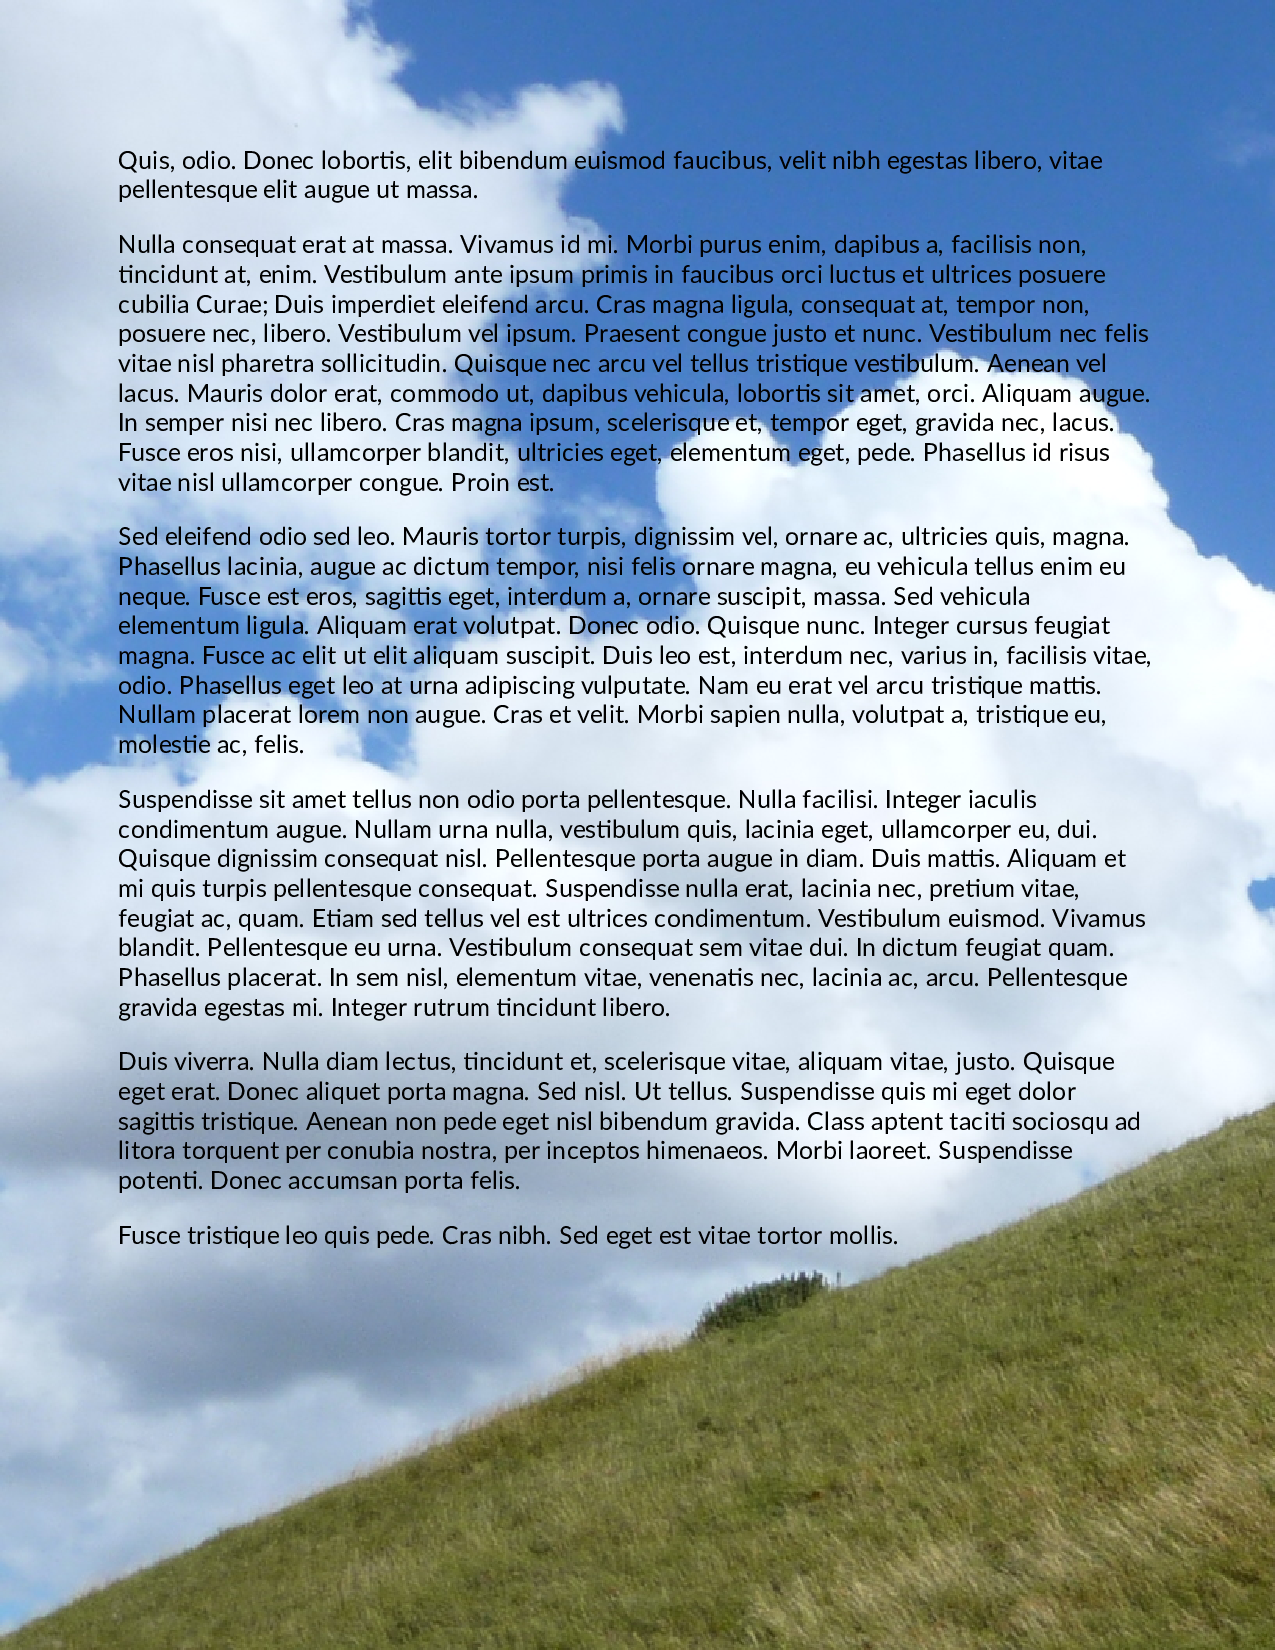 Quis, odio. Donec lobortis, elit bibendum euismod faucibus, velit nibh egestas libero, vitae
pellentesque elit augue ut massa.
Nulla consequat erat at massa. Vivamus id mi. Morbi purus enim, dapibus a, facilisis non,
tincidunt at, enim. Vestibulum ante ipsum primis in faucibus orci luctus et ultrices posuere
cubilia Curae; Duis imperdiet eleifend arcu. Cras magna ligula, consequat at, tempor non,
posuere nec, libero. Vestibulum vel ipsum. Praesent congue justo et nunc. Vestibulum nec felis
vitae nisl pharetra sollicitudin. Quisque nec arcu vel tellus tristique vestibulum. Aenean vel
lacus. Mauris dolor erat, commodo ut, dapibus vehicula, lobortis sit amet, orci. Aliquam augue.
In semper nisi nec libero. Cras magna ipsum, scelerisque et, tempor eget, gravida nec, lacus.
Fusce eros nisi, ullamcorper blandit, ultricies eget, elementum eget, pede. Phasellus id risus
vitae nisl ullamcorper congue. Proin est.
Sed eleifend odio sed leo. Mauris tortor turpis, dignissim vel, ornare ac, ultricies quis, magna.
Phasellus lacinia, augue ac dictum tempor, nisi felis ornare magna, eu vehicula tellus enim eu
neque. Fusce est eros, sagittis eget, interdum a, ornare suscipit, massa. Sed vehicula
elementum ligula. Aliquam erat volutpat. Donec odio. Quisque nunc. Integer cursus feugiat
magna. Fusce ac elit ut elit aliquam suscipit. Duis leo est, interdum nec, varius in, facilisis vitae,
odio. Phasellus eget leo at urna adipiscing vulputate. Nam eu erat vel arcu tristique mattis.
Nullam placerat lorem non augue. Cras et velit. Morbi sapien nulla, volutpat a, tristique eu,
molestie ac, felis.
Suspendisse sit amet tellus non odio porta pellentesque. Nulla facilisi. Integer iaculis
condimentum augue. Nullam urna nulla, vestibulum quis, lacinia eget, ullamcorper eu, dui.
Quisque dignissim consequat nisl. Pellentesque porta augue in diam. Duis mattis. Aliquam et
mi quis turpis pellentesque consequat. Suspendisse nulla erat, lacinia nec, pretium vitae,
feugiat ac, quam. Etiam sed tellus vel est ultrices condimentum. Vestibulum euismod. Vivamus
blandit. Pellentesque eu urna. Vestibulum consequat sem vitae dui. In dictum feugiat quam.
Phasellus placerat. In sem nisl, elementum vitae, venenatis nec, lacinia ac, arcu. Pellentesque
gravida egestas mi. Integer rutrum tincidunt libero.
Duis viverra. Nulla diam lectus, tincidunt et, scelerisque vitae, aliquam vitae, justo. Quisque
eget erat. Donec aliquet porta magna. Sed nisl. Ut tellus. Suspendisse quis mi eget dolor
sagittis tristique. Aenean non pede eget nisl bibendum gravida. Class aptent taciti sociosqu ad
litora torquent per conubia nostra, per inceptos himenaeos. Morbi laoreet. Suspendisse
potenti. Donec accumsan porta felis.
Fusce tristique leo quis pede. Cras nibh. Sed eget est vitae tortor mollis.